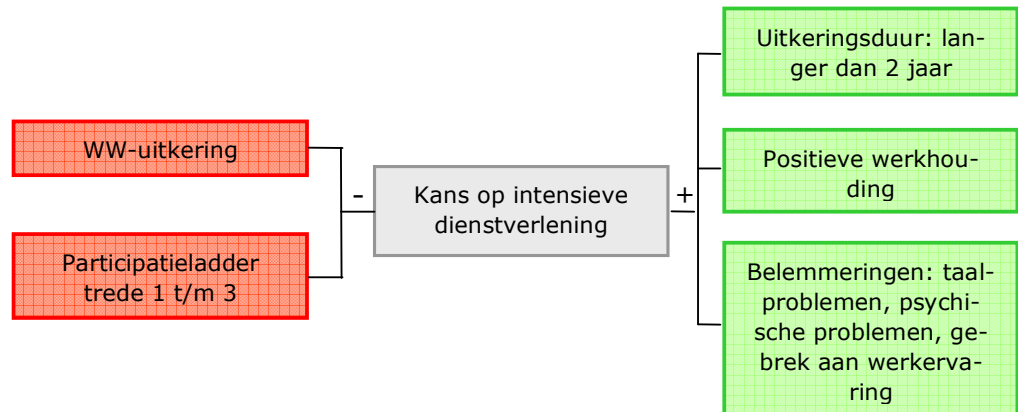 WW-uitkering
Participatieladder
trede 1 t/m 3
-
Kans op intensieve
dienstverlening
+
Uitkeringsduur: lan-
ger dan 2 jaar
Positieve werkhou-
ding
Belemmeringen: taal-
problemen, psychi-
sche problemen, ge-
brek aan werkerva-
ring